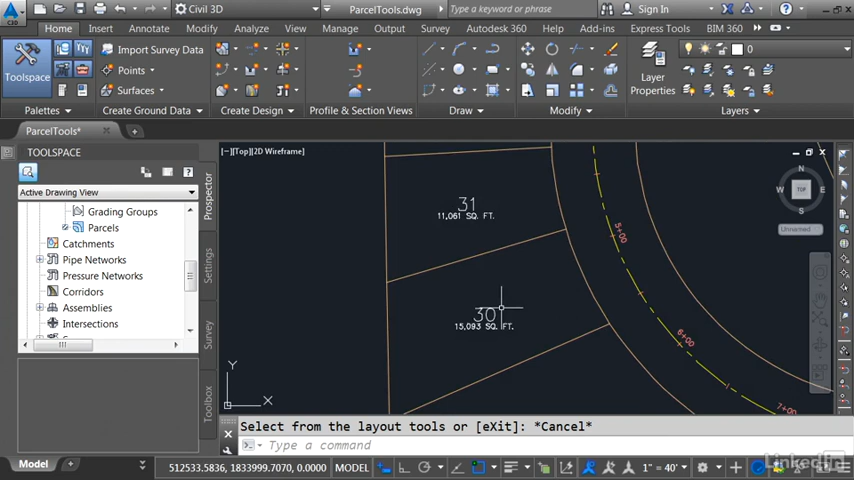 Civil 3D
ParcelTools.dwg
Type a keyword or phrase
Sign In
C3D
Home
Insert
Annotate
Modify
Analyze
View
Manage
Output
Survey
Autodesk 360
Help
Add-ins
Express Tools
BIM 360
Toolspace
Import Survey Data
Points
Surfaces
Layer
Properties
0
Palettes
Create Ground Data
Create Design
Profile & Section Views
Draw
Modify
Layers
ParcelTools*
TOOLSPACE
Active Drawing View
Grading Groups
Parcels
Catchments
Pipe Networks
Pressure Networks
Corridors
Assemblies
Intersections
Prospector
Settings
Survey
Toolbox
[−][Top][2D Wireframe]
31
11,061 SQ. FT.
30
15,093 SQ. FT.
5+00
6+00
7+00
N
W
TOP
E
S
Unnamed
Y
X
Select from the layout tools or [eXit]: *Cancel*
Type a command
Model
512533.5836, 1833999.7070, 0.0000
MODEL
1" = 40'
LinkedIn